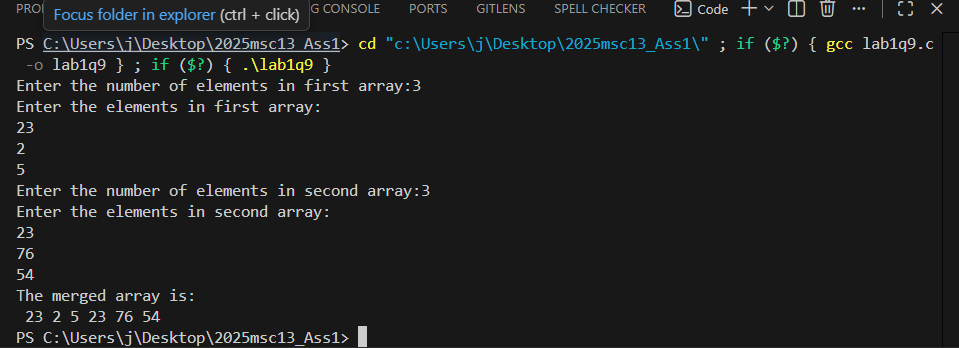 PRO
Focus folder in explorer (ctrl + click)
G CONSOLE
PORTS
GITLENS
SPELL CHECKER
Code
PS C:\Users\j\Desktop\2025msc13_Ass1> cd "c:\Users\j\Desktop\2025msc13_Ass1\" ; if ($?) { gcc lab1q9.c
-o lab1q9 } ; if ($?) { .\lab1q9 }
Enter the number of elements in first array:3
Enter the elements in first array:
23
2
5
Enter the number of elements in second array:3
Enter the elements in second array:
23
76
54
The merged array is:
23 2 5 23 76 54
PS C:\Users\j\Desktop\2025msc13_Ass1>